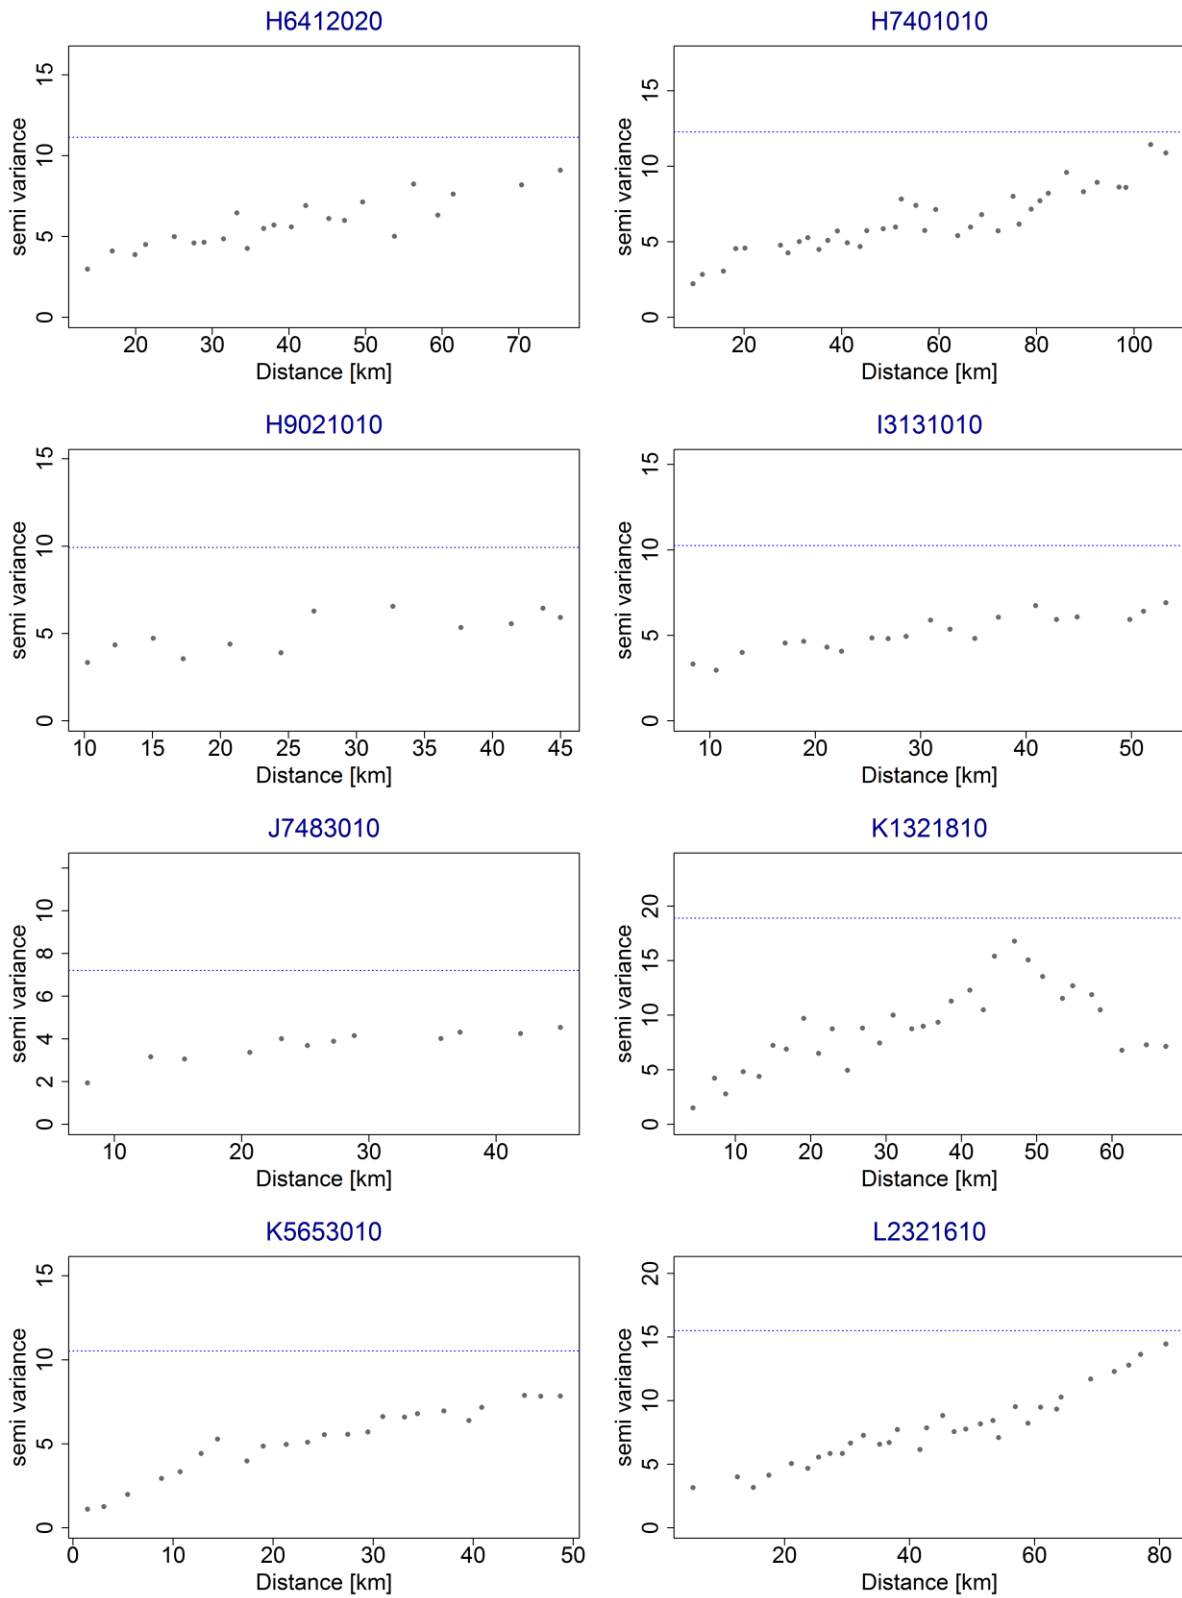 H6412020
semi variance
0 5 10 15
20 30 40 50 60 70
Distance [km]
H7401010
semi variance
0 5 10 15
20 40 60 80 100
Distance [km]
H9021010
semi variance
0 5 10 15
10 15 20 25 30 35 40 45
Distance [km]
I3131010
semi variance
0 5 10 15
10 20 30 40 50
Distance [km]
J7483010
semi variance
0 2 4 6 8 10
10 20 30 40
Distance [km]
K1321810
semi variance
0 5 10 15 20
10 20 30 40 50 60
Distance [km]
K5653010
semi variance
0 5 10 15
0 10 20 30 40 50
Distance [km]
L2321610
semi variance
0 5 10 15 20
20 40 60 80
Distance [km]